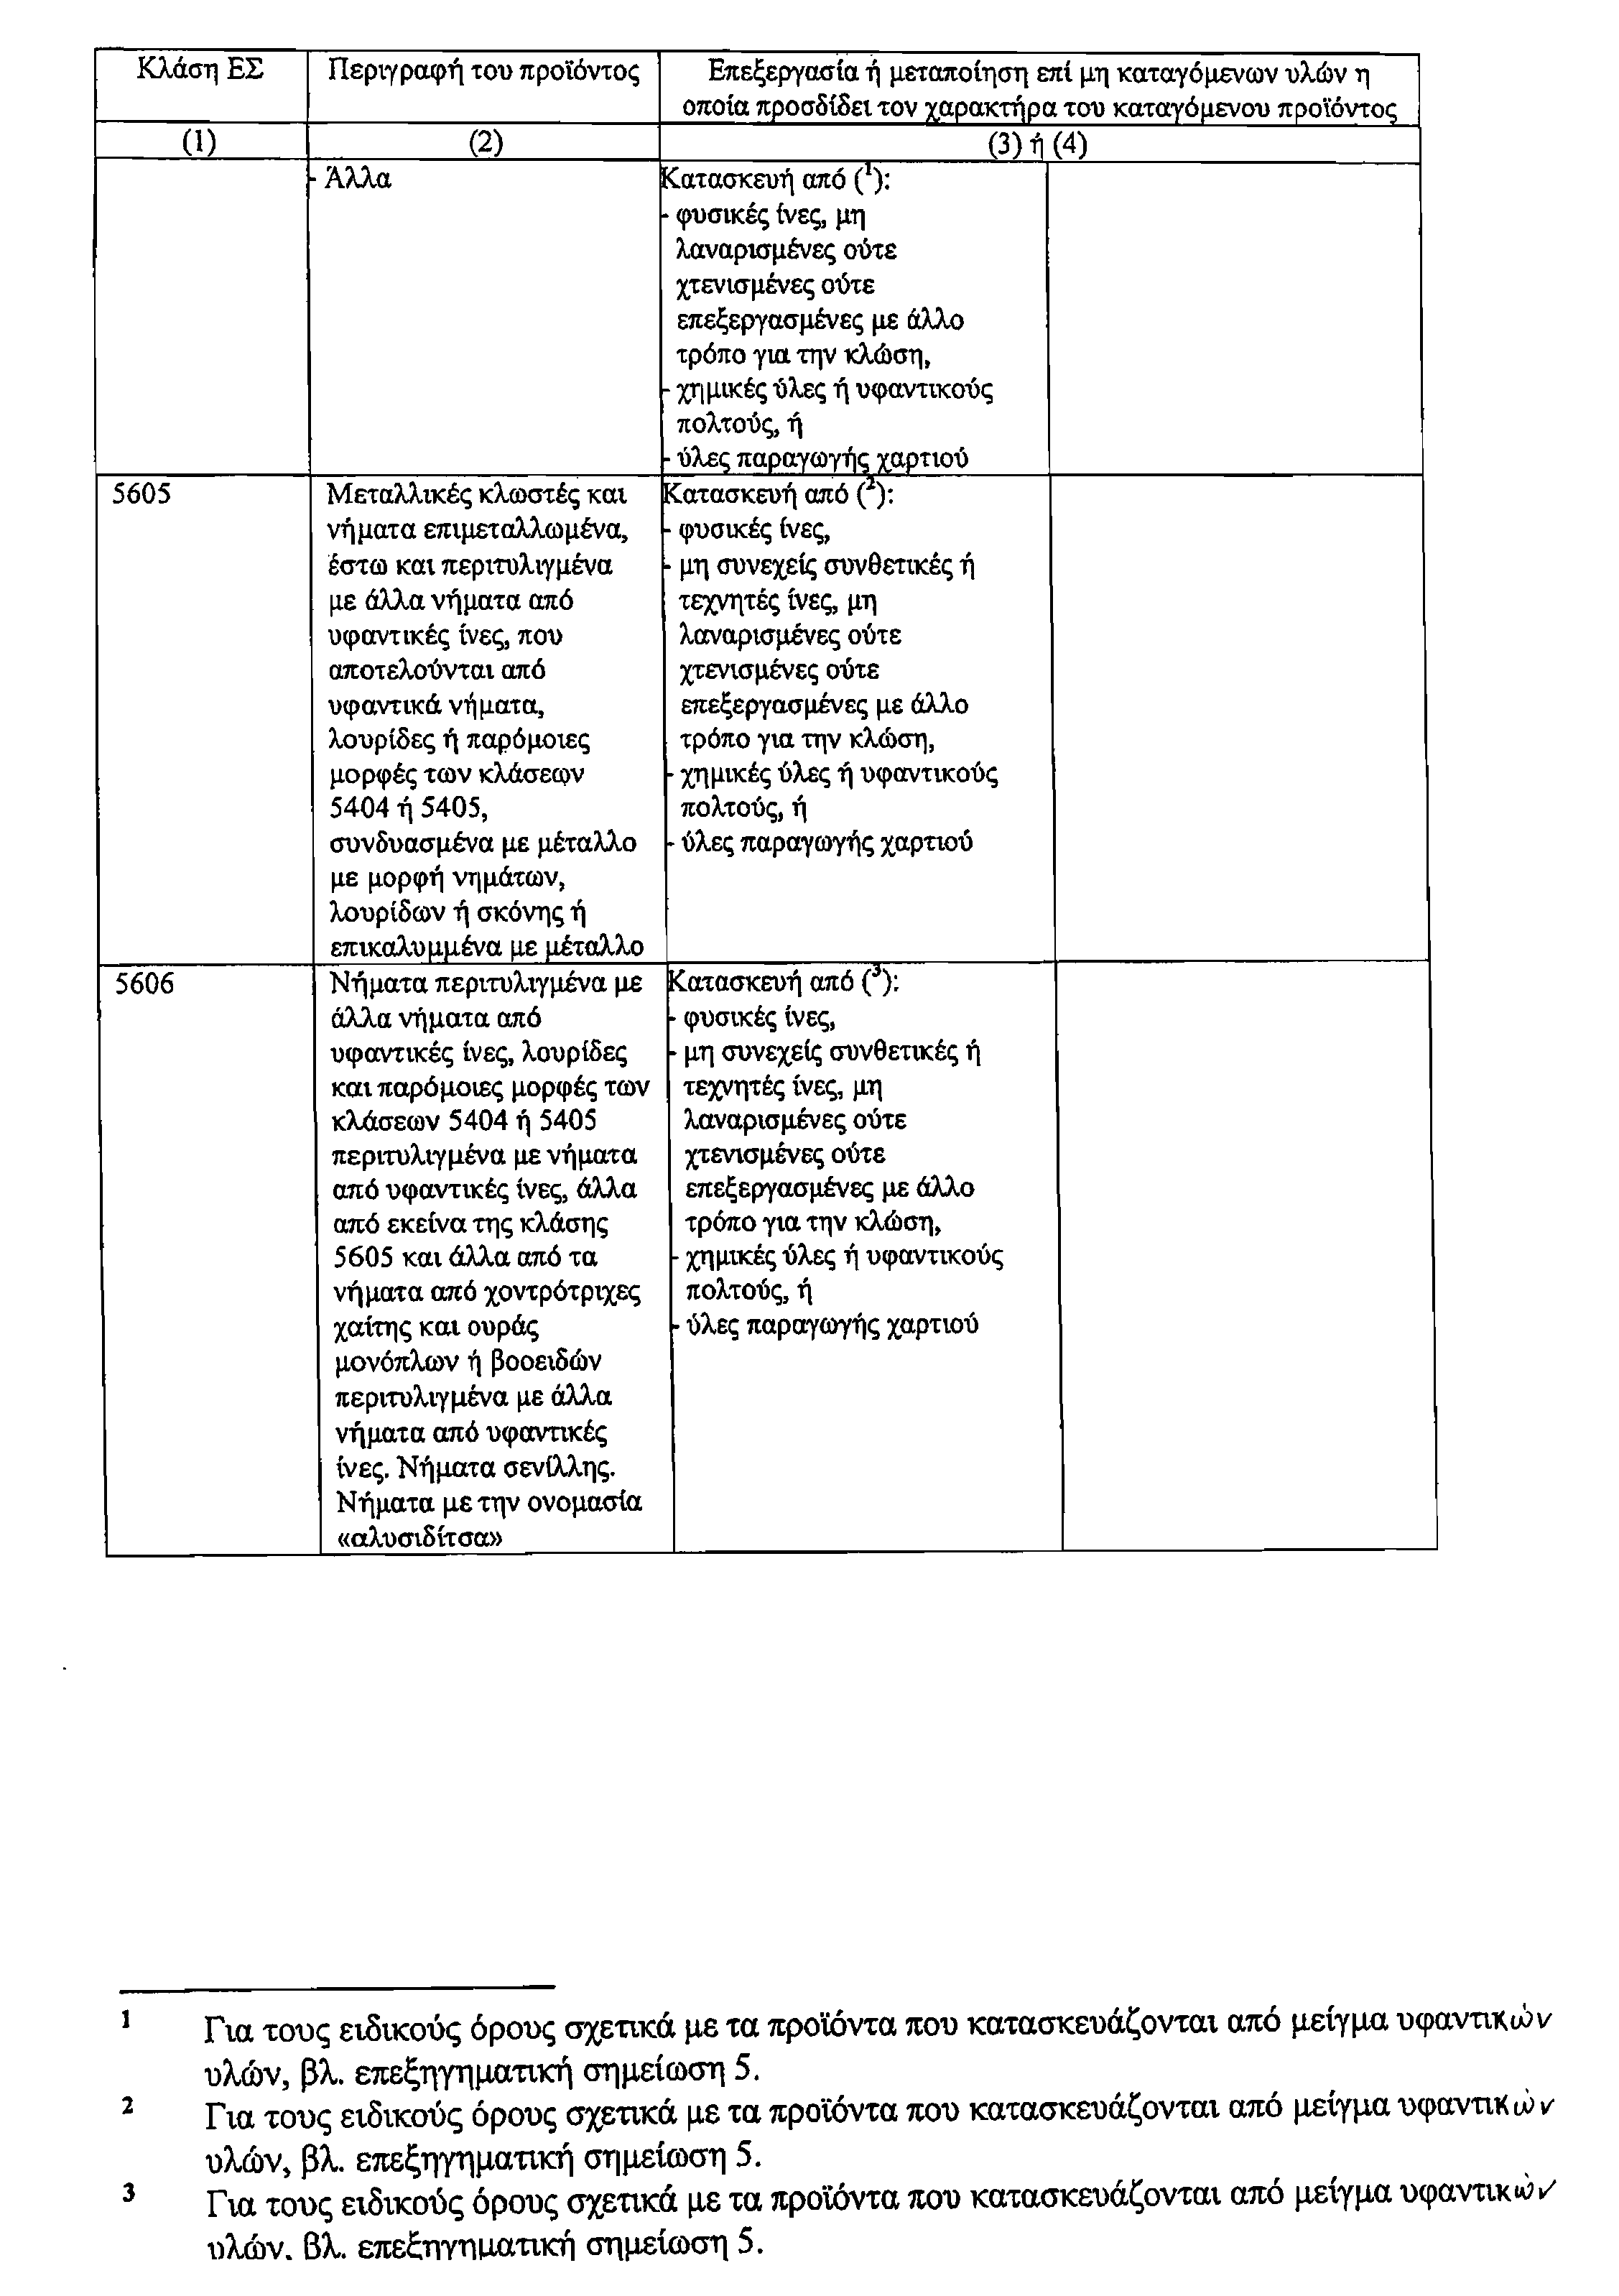 Κλάση ΕΣ
Περιγραφή του προϊόντος
Επεξεργασία ή μεταποίηση επί μη καταγόμενων υλών η
οποία προσδίδει τον χαρακτήρα του καταγόμενου προϊόντος
(1)
(2)
(3) ή (4)
- Άλλα
Κατασκευή από (¹):
- φυσικές ίνες, μη
λαναρισμένες ούτε
χτενισμένες ούτε
επεξεργασμένες με άλλο
τρόπο για την κλώση,
- χημικές ύλες ή υφαντικούς
πολτούς, ή
- ύλες παραγωγής χαρτιού
5605
Μεταλλικές κλωστές και
νήματα επιμεταλλωμένα,
έστω και περιτυλιγμένα
με άλλα νήματα από
υφαντικές ίνες, που
αποτελούνται από
υφαντικά νήματα,
λουρίδες ή παρόμοιες
μορφές των κλάσεων
5404 ή 5405,
συνδυασμένα με μέταλλο
με μορφή νημάτων,
λουρίδων ή σκόνης ή
επικαλυμμένα με μέταλλο
Κατασκευή από (²):
- φυσικές ίνες,
- μη συνεχείς συνθετικές ή
τεχνητές ίνες, μη
λαναρισμένες ούτε
χτενισμένες ούτε
επεξεργασμένες με άλλο
τρόπο για την κλώση,
- χημικές ύλες ή υφαντικούς
πολτούς, ή
- ύλες παραγωγής χαρτιού
5606
Νήματα περιτυλιγμένα με
άλλα νήματα από
υφαντικές ίνες, λουρίδες
και παρόμοιες μορφές των
κλάσεων 5404 ή 5405
περιτυλιγμένα με νήματα
από υφαντικές ίνες, άλλα
από εκείνα της κλάσης
5605 και άλλα από τα
νήματα από χοντρότριχες
χαίτης και ουράς
μονόπλων ή βοοειδών
περιτυλιγμένα με άλλα
νήματα από υφαντικές
ίνες. Νήματα σενίλλης.
Νήματα με την ονομασία
«αλυσιδίτσα»
Κατασκευή από (³):
- φυσικές ίνες,
- μη συνεχείς συνθετικές ή
τεχνητές ίνες, μη
λαναρισμένες ούτε
χτενισμένες ούτε
επεξεργασμένες με άλλο
τρόπο για την κλώση,
- χημικές ύλες ή υφαντικούς
πολτούς, ή
- ύλες παραγωγής χαρτιού
1 Για τους ειδικούς όρους σχετικά με τα προϊόντα που κατασκευάζονται από μείγμα υφαντικών
υλών, βλ. επεξηγηματική σημείωση 5.
2 Για τους ειδικούς όρους σχετικά με τα προϊόντα που κατασκευάζονται από μείγμα υφαντικών
υλών, βλ. επεξηγηματική σημείωση 5.
3 Για τους ειδικούς όρους σχετικά με τα προϊόντα που κατασκευάζονται από μείγμα υφαντικών
υλών, βλ. επεξηγηματική σημείωση 5.